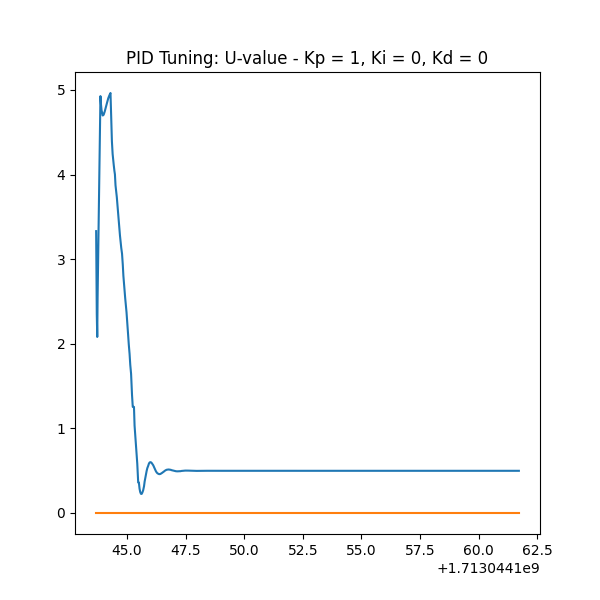 PID Tuning: U-value - Kp = 1, Ki = 0, Kd = 0
5
4
3
2
1
0
45.0 47.5 50.0 52.5 55.0 57.5 60.0 62.5
+1.7130441e9